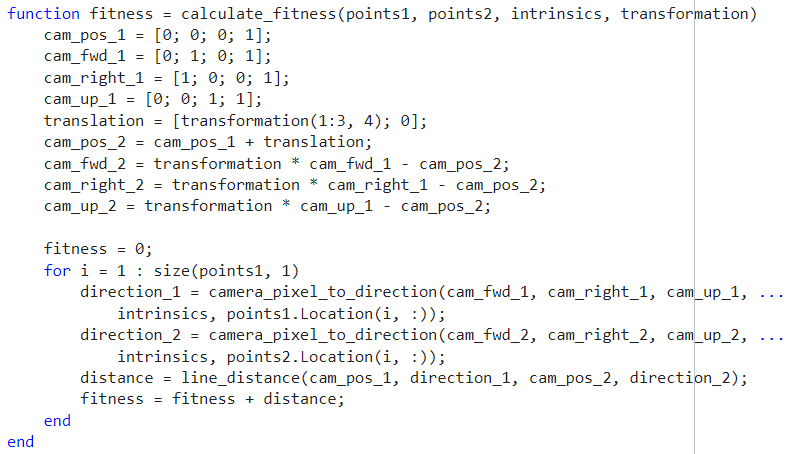 function fitness = calculate_fitness(points1, points2, intrinsics, transformation)
    cam_pos_1 = [0; 0; 0; 1];
    cam_fwd_1 = [0; 1; 0; 1];
    cam_right_1 = [1; 0; 0; 1];
    cam_up_1 = [0; 0; 1; 1];
    translation = [transformation(1:3, 4); 0];
    cam_pos_2 = cam_pos_1 + translation;
    cam_fwd_2 = transformation * cam_fwd_1 - cam_pos_2;
    cam_right_2 = transformation * cam_right_1 - cam_pos_2;
    cam_up_2 = transformation * cam_up_1 - cam_pos_2;

    fitness = 0;
    for i = 1 : size(points1, 1)
        direction_1 = camera_pixel_to_direction(cam_fwd_1, cam_right_1, cam_up_1, ...
            intrinsics, points1.Location(i, :));
        direction_2 = camera_pixel_to_direction(cam_fwd_2, cam_right_2, cam_up_2, ...
            intrinsics, points2.Location(i, :));
        distance = line_distance(cam_pos_1, direction_1, cam_pos_2, direction_2);
        fitness = fitness + distance;
    end
end